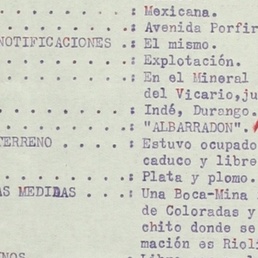 . . . . . . . . . : Mexicana.
. . . . . . . . . : Avenida Porfir
NOTIFICACIONES . : El mismo.
. . . . . . . . . : Explotación.
. . . . . . . . . : En el Mineral
del Vicario,ju
. . . . . . . . . : Indé, Durango.
. . . . . . . . . : "ALBARRADON".
TERRENO . . . . . : Estuvo ocupado
caduco y libre
. . . . . . . . . : Plata y plomo.
AS MEDIDAS . . . : Una Boca-Mina
de Coloradas y
chito donde se
mación es Riol